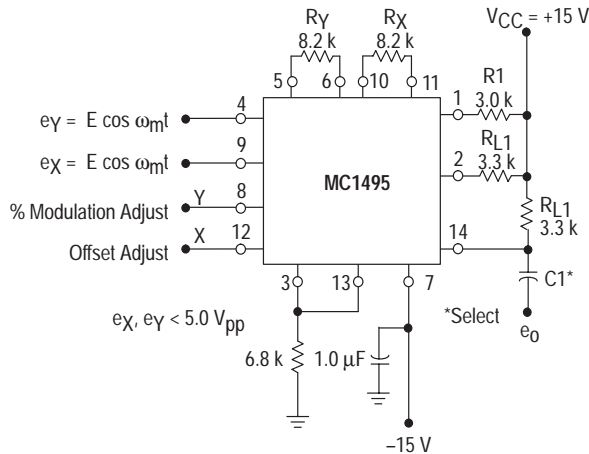 RY
8.2 k
RX
8.2 k
VCC = +15 V
5
6
10
11
eY = E cos ωmt
4
1
R1
3.0 k
eX = E cos ωmt
9
MC1495
2
RL1
3.3 k
% Modulation Adjust
Y
8
RL1
3.3 k
Offset Adjust
X
12
14
3
13
7
C1*
eX, eY < 5.0 Vpp
*Select
eo
6.8 k
1.0 µF
–15 V